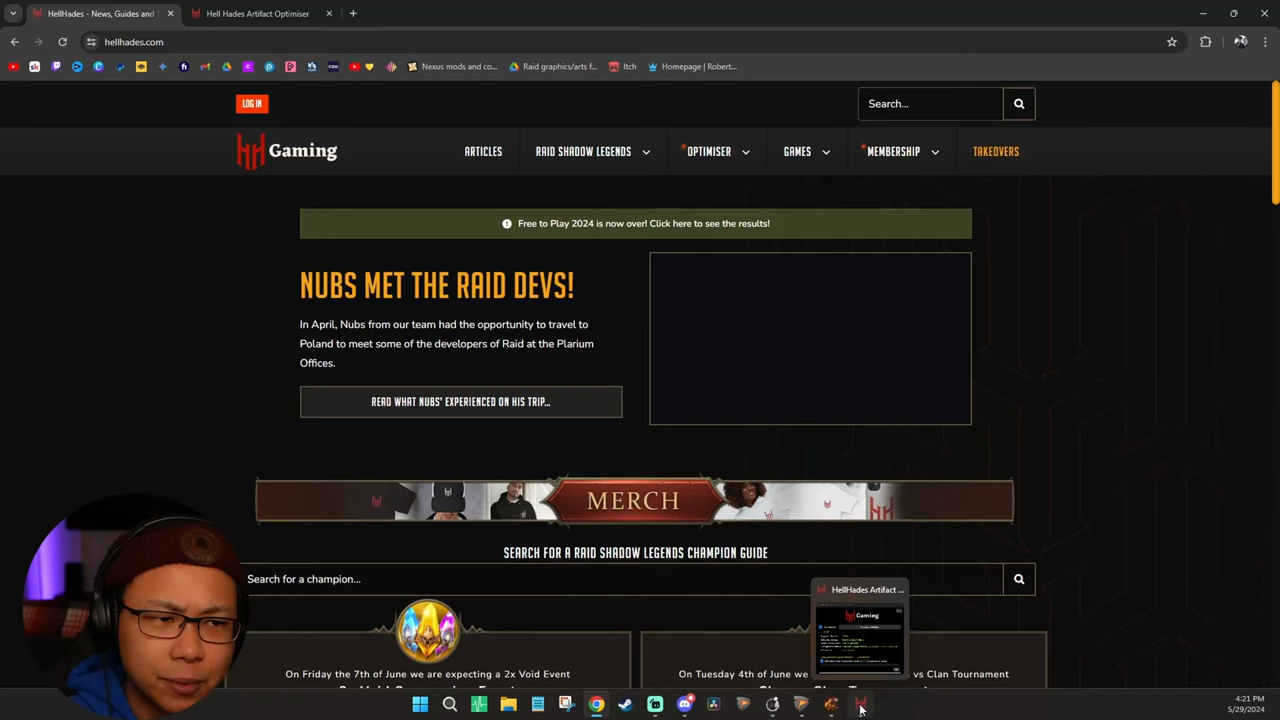 HellHades - News, Guides and
Hell Hades Artifact Optimiser
hellhades.com
Nexus mods and co...
Raid graphics/arts f...
Itch
Homepage | Robert...
LOG IN
Search...
Gaming
ARTICLES
RAID SHADOW LEGENDS
OPTIMISER
GAMES
MEMBERSHIP
TAKEOVERS
Free to Play 2024 is now over! Click here to see the results!
NUBS MET THE RAID DEVS!
In April, Nubs from our team had the opportunity to travel to
Poland to meet some of the developers of Raid at the Plarium
Offices.
READ WHAT NUBS' EXPERIENCED ON HIS TRIP...
MERCH
SEARCH FOR A RAID SHADOW LEGENDS CHAMPION GUIDE
Search for a champion...
HellHades Artifact ...
Gaming
On Friday the 7th of June we
ting a 2x Void Event
On Tuesday 4th of June we
vs Clan Tournament
4:21 PM
5/29/2024